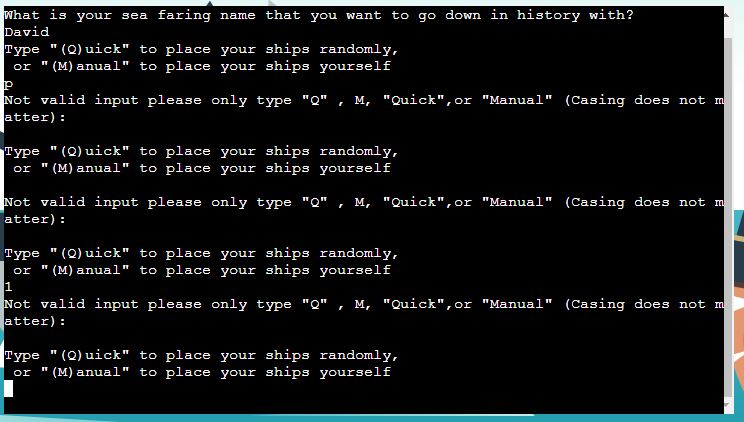 What is your sea faring name that you want to go down in history with?
David
Type "(Q)uick" to place your ships randomly,
 or "(M)anual" to place your ships yourself
p
Not valid input please only type "Q" , M, "Quick",or "Manual" (Casing does not m
atter):
Type "(Q)uick" to place your ships randomly,
 or "(M)anual" to place your ships yourself
Not valid input please only type "Q" , M, "Quick",or "Manual" (Casing does not m
atter):
Type "(Q)uick" to place your ships randomly,
 or "(M)anual" to place your ships yourself
1
Not valid input please only type "Q" , M, "Quick",or "Manual" (Casing does not m
atter):
Type "(Q)uick" to place your ships randomly,
 or "(M)anual" to place your ships yourself